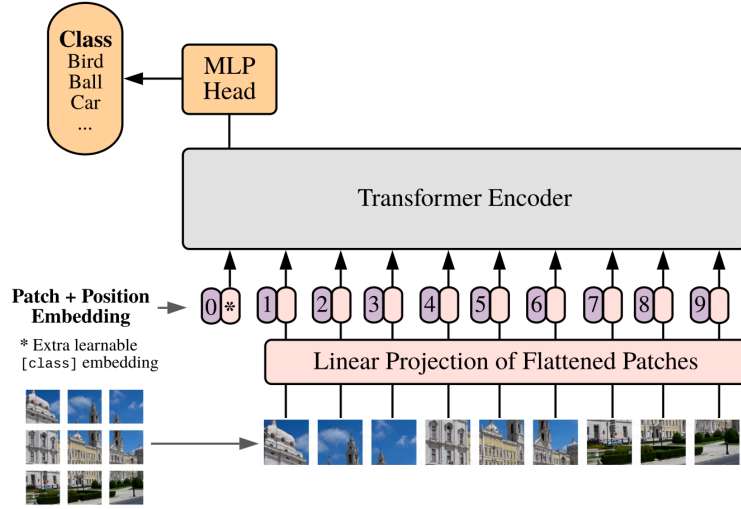 Class
Bird
Ball
Car
...
MLP
Head
Transformer Encoder
Patch + Position
Embedding
0 * 1 2 3 4 5 6 7 8 9
* Extra learnable
[class] embedding
Linear Projection of Flattened Patches